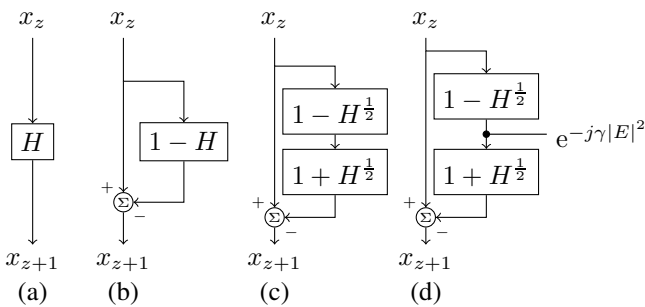 x_z x_z x_z x_z
H
1 − H
1 − H^{1/2}
1 + H^{1/2}
1 − H^{1/2}
1 + H^{1/2}
e^{−jγ|E|^2}
+ Σ −
+ Σ −
+ Σ −
x_{z+1} x_{z+1} x_{z+1} x_{z+1}
(a) (b) (c) (d)